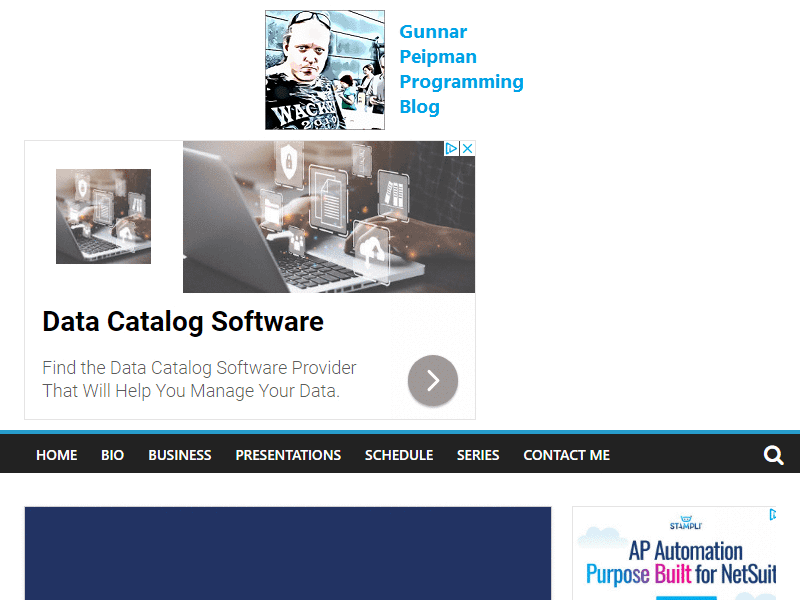 Gunnar
Peipman
Programming
Blog
WACKE
Data Catalog Software
Find the Data Catalog Software Provider
That Will Help You Manage Your Data.
HOME BIO BUSINESS PRESENTATIONS SCHEDULE SERIES CONTACT ME
STAMPLI
AP Automation
Purpose Built for NetSuit